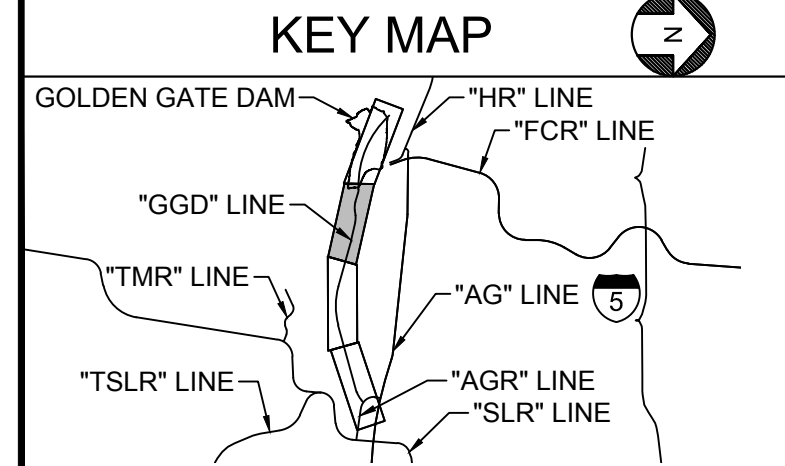 KEY MAP
N
GOLDEN GATE DAM
"HR" LINE
"FCR" LINE
"GGD" LINE
"TMR" LINE
"AG" LINE
5
"TSLR" LINE
"AGR" LINE
"SLR" LINE